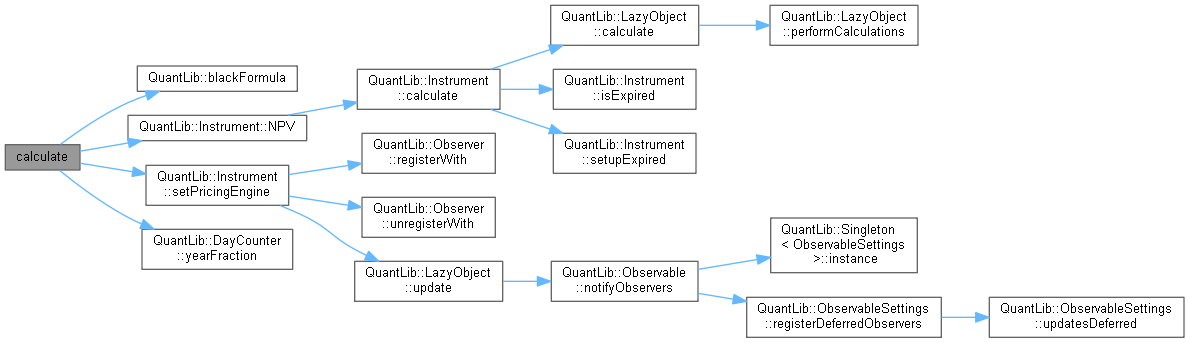 calculate
QuantLib::blackFormula
QuantLib::Instrument::NPV
QuantLib::Instrument
::calculate
QuantLib::LazyObject
::calculate
QuantLib::LazyObject
::performCalculations
QuantLib::Instrument
::isExpired
QuantLib::Instrument
::setupExpired
QuantLib::Instrument
::setPricingEngine
QuantLib::Observer
::registerWith
QuantLib::Observer
::unregisterWith
QuantLib::LazyObject
::update
QuantLib::Observable
::notifyObservers
QuantLib::Singleton
< ObservableSettings
>::instance
QuantLib::ObservableSettings
::registerDeferredObservers
QuantLib::ObservableSettings
::updatesDeferred
QuantLib::DayCounter
::yearFraction